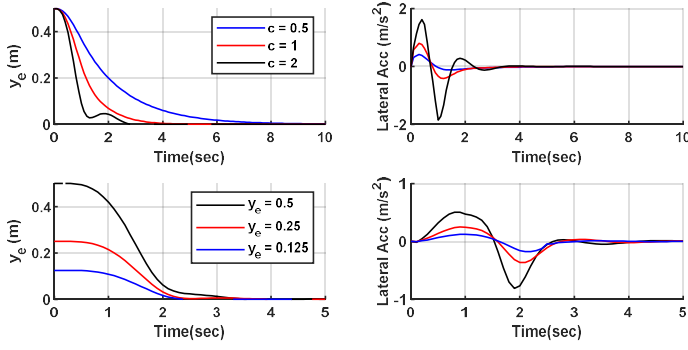 y_e (m)
0.4
0.2
0
c = 0.5
c = 1
c = 2
0 2 4 6 8 10
Time(sec)
Lateral Acc (m/s²)
2
0
-2
0 2 4 6 8 10
Time(sec)
y_e (m)
0.4
0.2
0
y_e = 0.5
y_e = 0.25
y_e = 0.125
0 1 2 3 4 5
Time(sec)
Lateral Acc (m/s²)
1
0
-1
0 1 2 3 4 5
Time(sec)